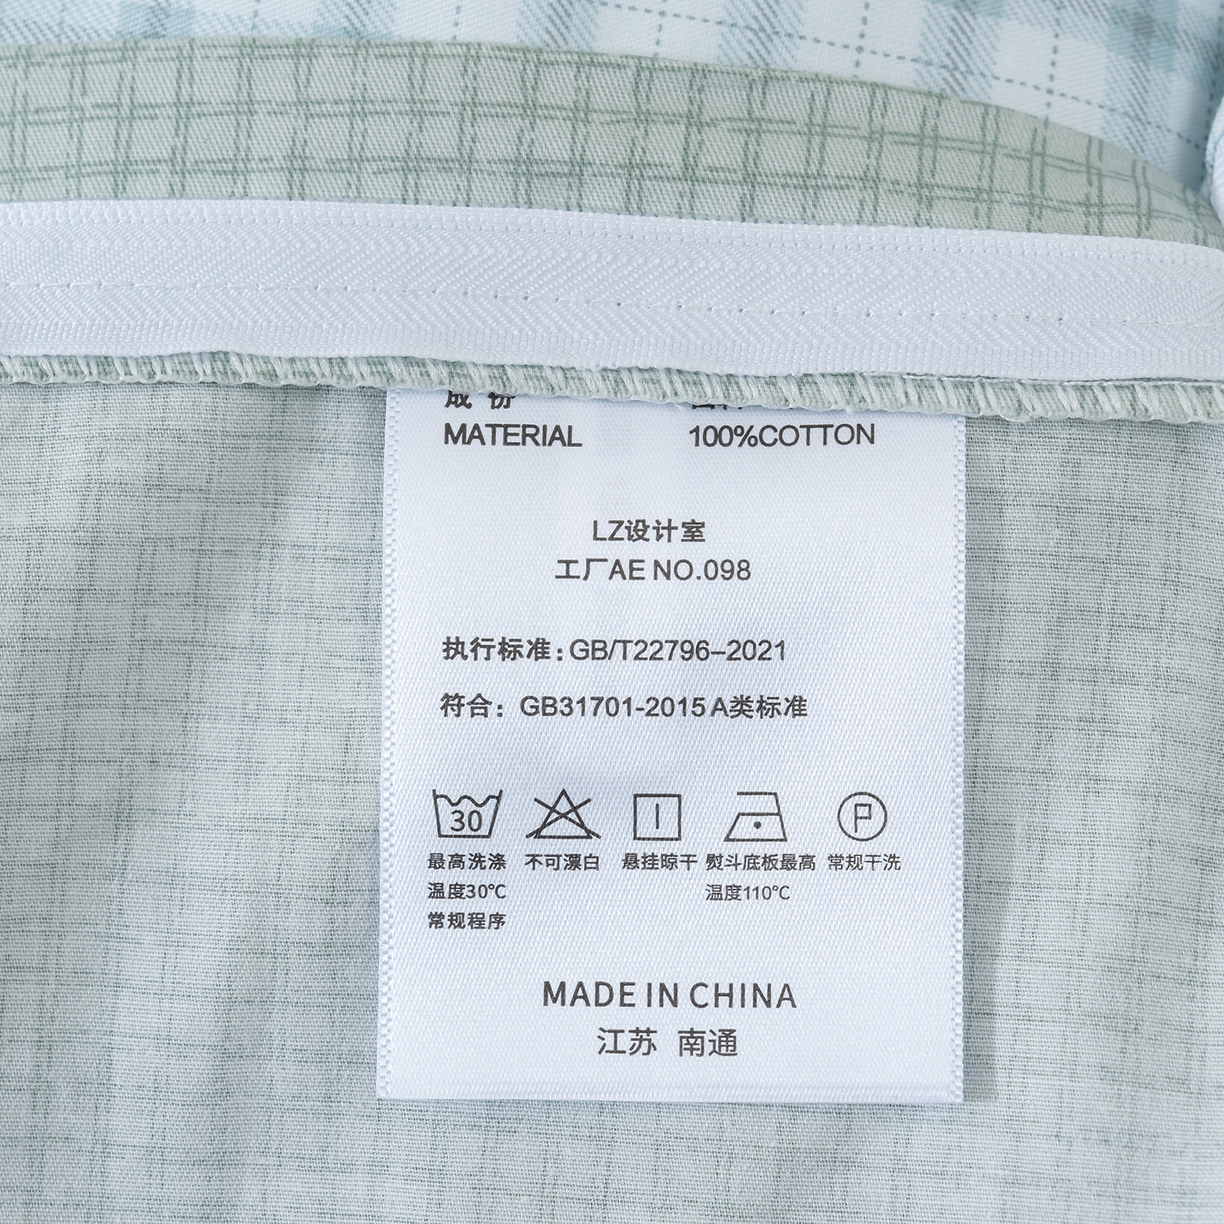 成 份
MATERIAL 100%COTTON
LZ设计室
工厂AE NO.098
执行标准:GB/T22796–2021
符合：GB31701-2015 A类标准
30 P
最高洗涤 不可漂白 悬挂晾干 熨斗底板最高 常规干洗
温度30℃ 温度110℃
常规程序
MADE IN CHINA
江苏 南通